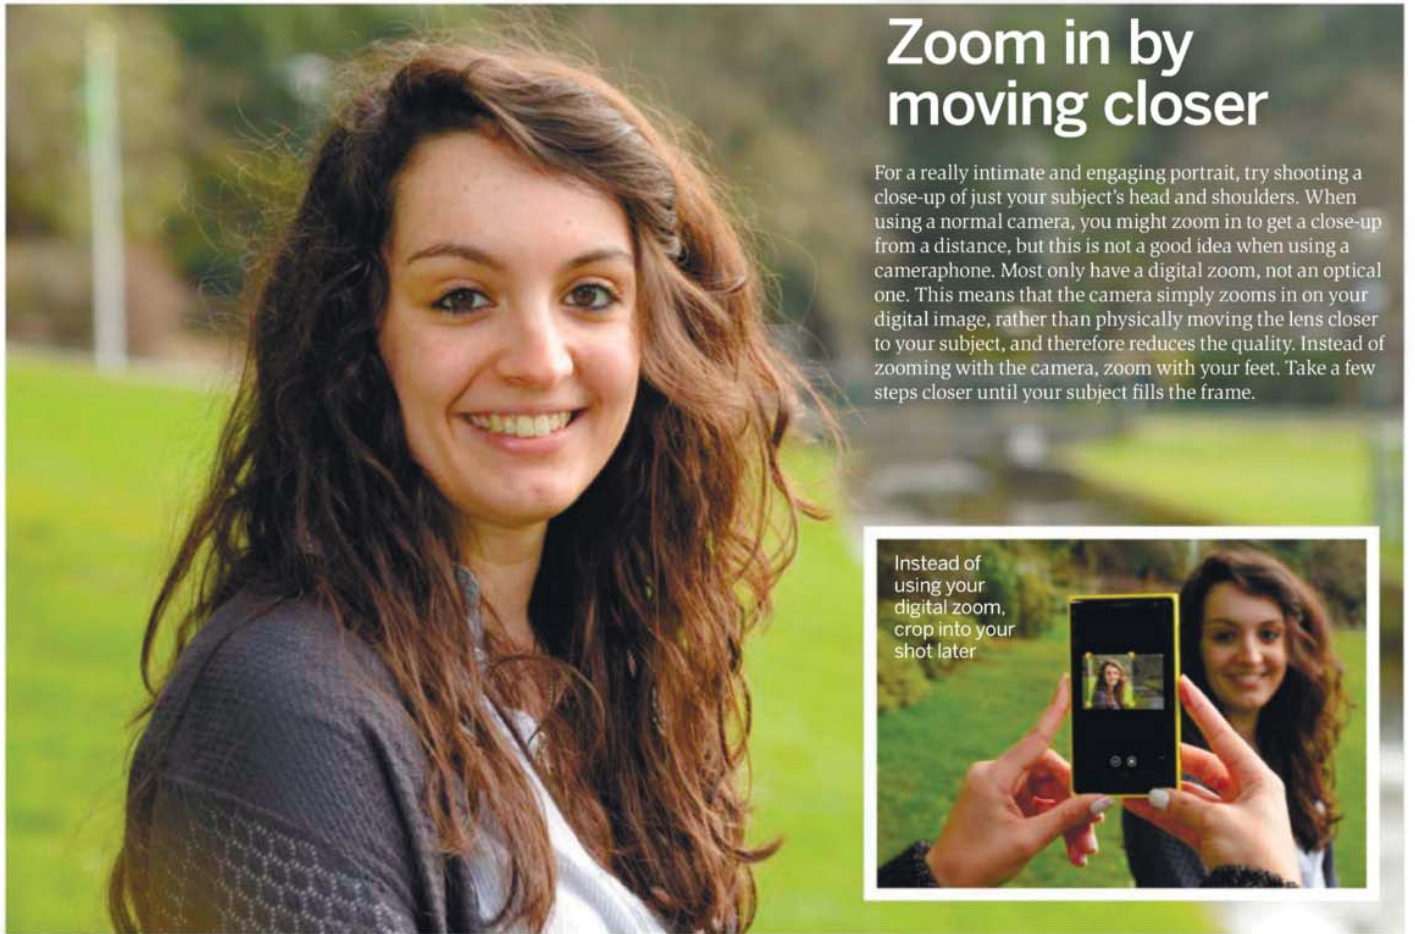 Zoom in by
moving closer
For a really intimate and engaging portrait, try shooting a
close-up of just your subject's head and shoulders. When
using a normal camera, you might zoom in to get a close-up
from a distance, but this is not a good idea when using a
cameraphone. Most only have a digital zoom, not an optical
one. This means that the camera simply zooms in on your
digital image, rather than physically moving the lens closer
to your subject, and therefore reduces the quality. Instead of
zooming with the camera, zoom with your feet. Take a few
steps closer until your subject fills the frame.
Instead of
using your
digital zoom,
crop into your
shot later